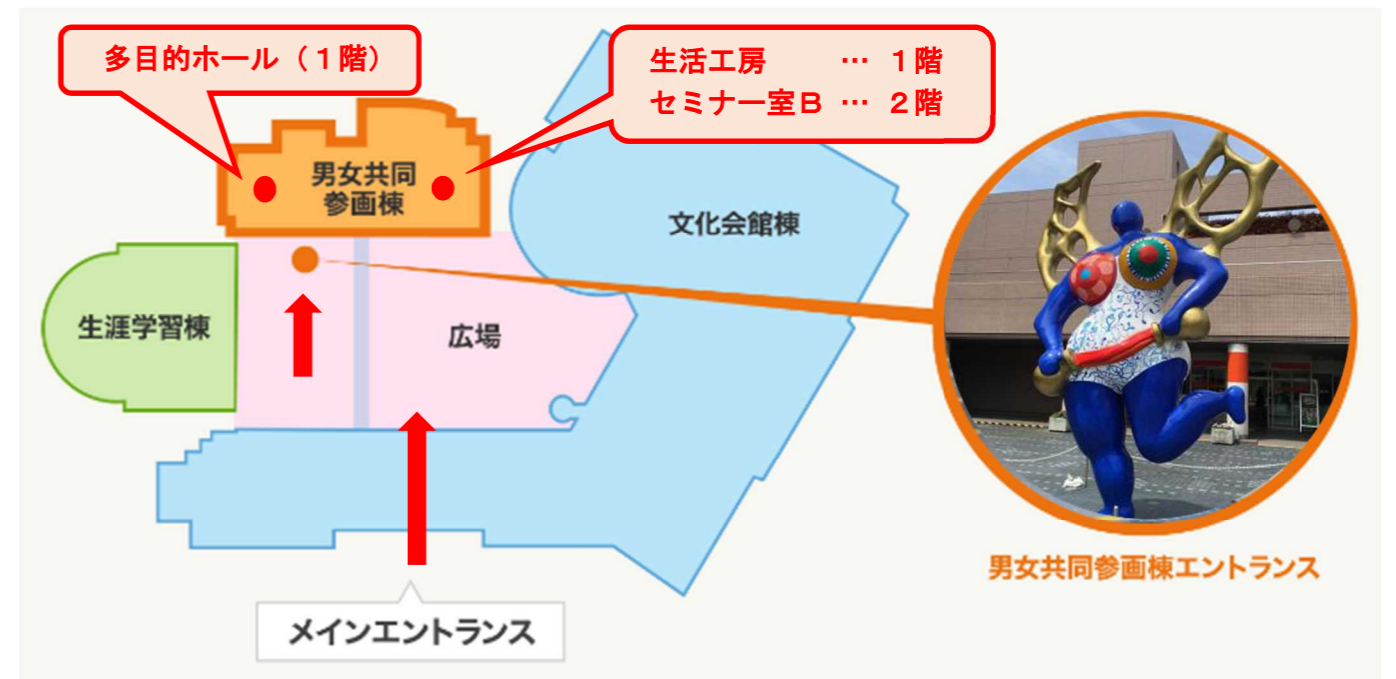 多目的ホール（１階）
生活工房　　　… １階
セミナー室Ｂ … ２階
男女共同
参画棟
文化会館棟
生涯学習棟
広場
メインエントランス
男女共同参画棟エントランス